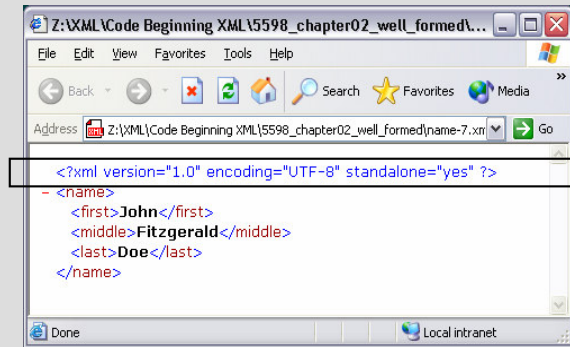 Z:\XML\Code Beginning XML\5598_chapter02_well_formed\...
File Edit View Favorites Tools Help
Back Search Favorites Media »
Address Z:\XML\Code Beginning XML\5598_chapter02_well_formed\name-7.xm Go
<?xml version="1.0" encoding="UTF-8" standalone="yes" ?>
- <name>
<first>John</first>
<middle>Fitzgerald</middle>
<last>Doe</last>
</name>
Done Local intranet